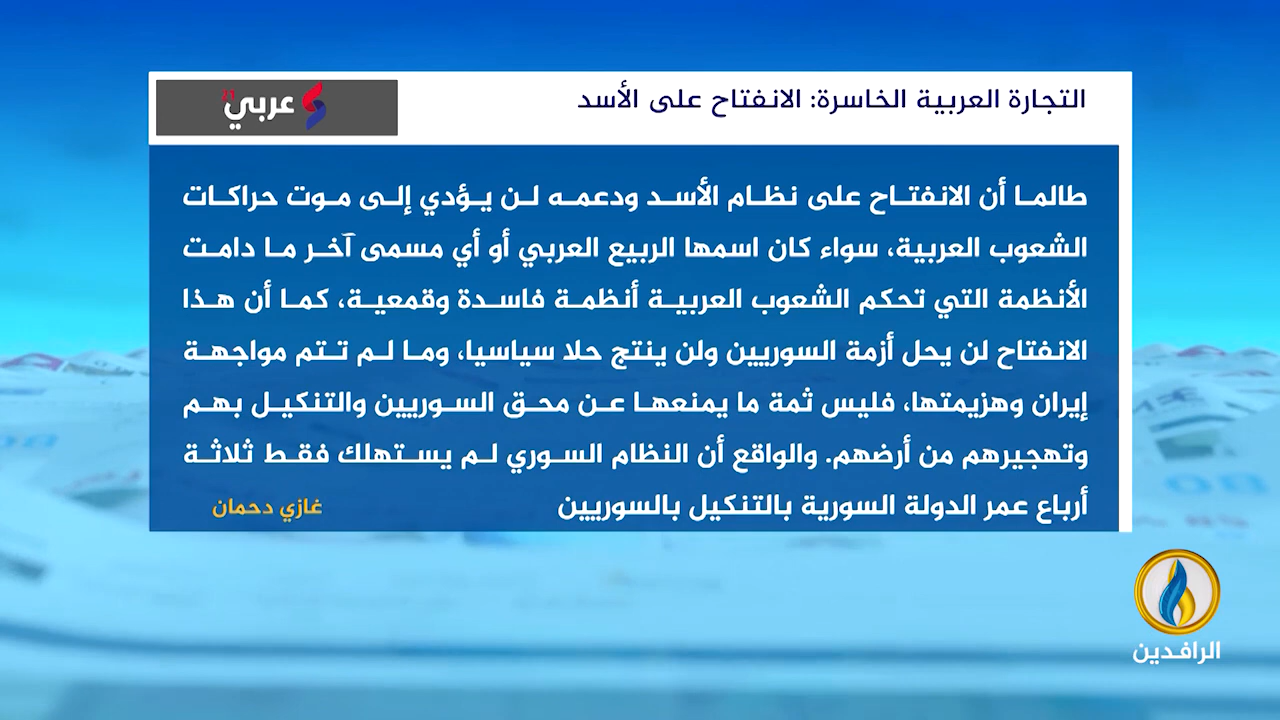 التجارة العربية الخاسرة: الانفتاح على الأسد
عربي21
طالما أن الانفتاح على نظام الأسد ودعمه لن يؤدي إلى موت حراكات
الشعوب العربية، سواء كان اسمها الربيع العربي أو أي مسمى آخر ما دامت
الأنظمة التي تحكم الشعوب العربية أنظمة فاسدة وقمعية، كما أن هذا
الانفتاح لن يحل أزمة السوريين ولن ينتج حلا سياسيا، وما لم تتم مواجهة
إيران وهزيمتها، فليس ثمة ما يمنعها عن محق السوريين والتنكيل بهم
وتهجيرهم من أرضهم. والواقع أن النظام السوري لم يستهلك فقط ثلاثة
أرباع عمر الدولة السورية بالتنكيل بالسوريين
غازي دحمان
الرافدين